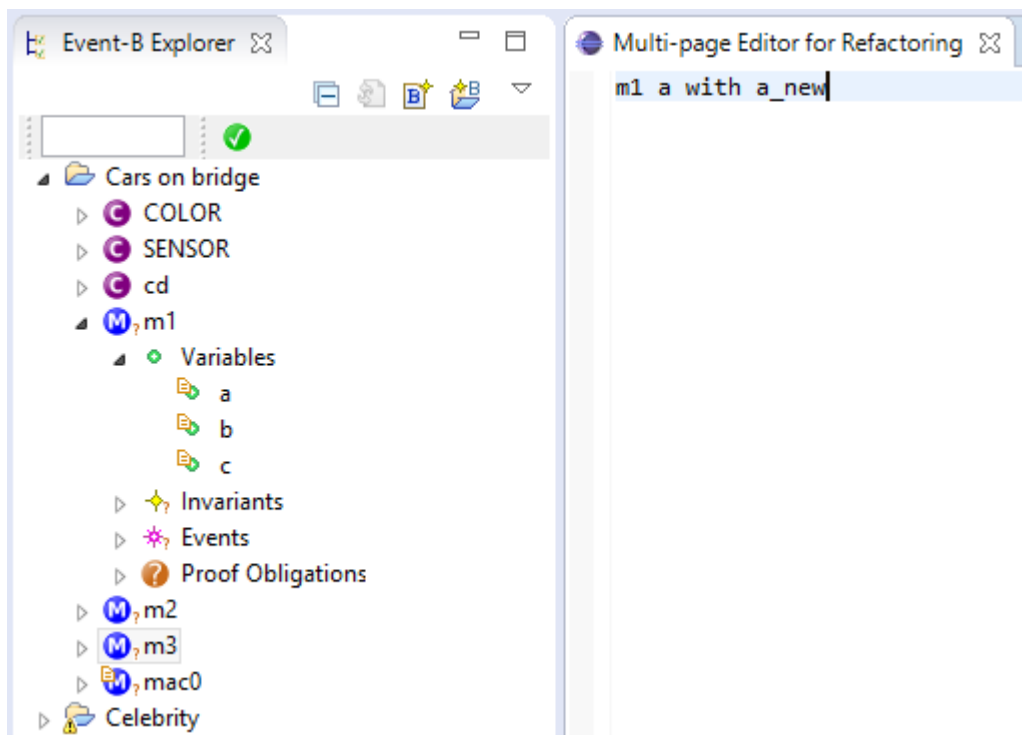 Event-B Explorer
Multi-page Editor for Refactoring
m1 a with a_new
Cars on bridge
COLOR
SENSOR
cd
m1
Variables
a
b
c
Invariants
Events
Proof Obligations
m2
m3
mac0
Celebrity